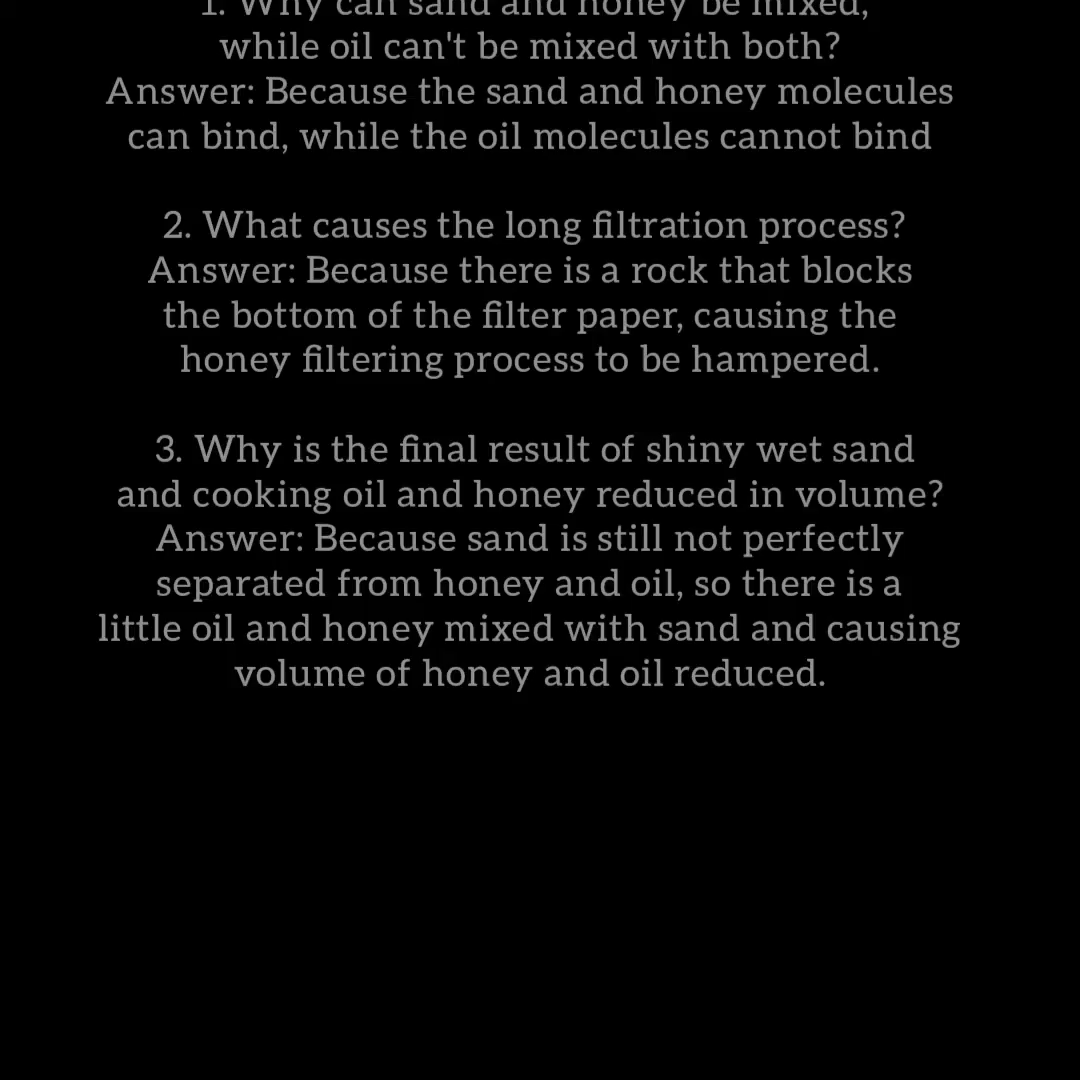 1. Why can sand and honey be mixed,
while oil can't be mixed with both?
Answer: Because the sand and honey molecules
can bind, while the oil molecules cannot bind
2. What causes the long filtration process?
Answer: Because there is a rock that blocks
the bottom of the filter paper, causing the
honey filtering process to be hampered.
3. Why is the final result of shiny wet sand
and cooking oil and honey reduced in volume?
Answer: Because sand is still not perfectly
separated from honey and oil, so there is a
little oil and honey mixed with sand and causing
volume of honey and oil reduced.